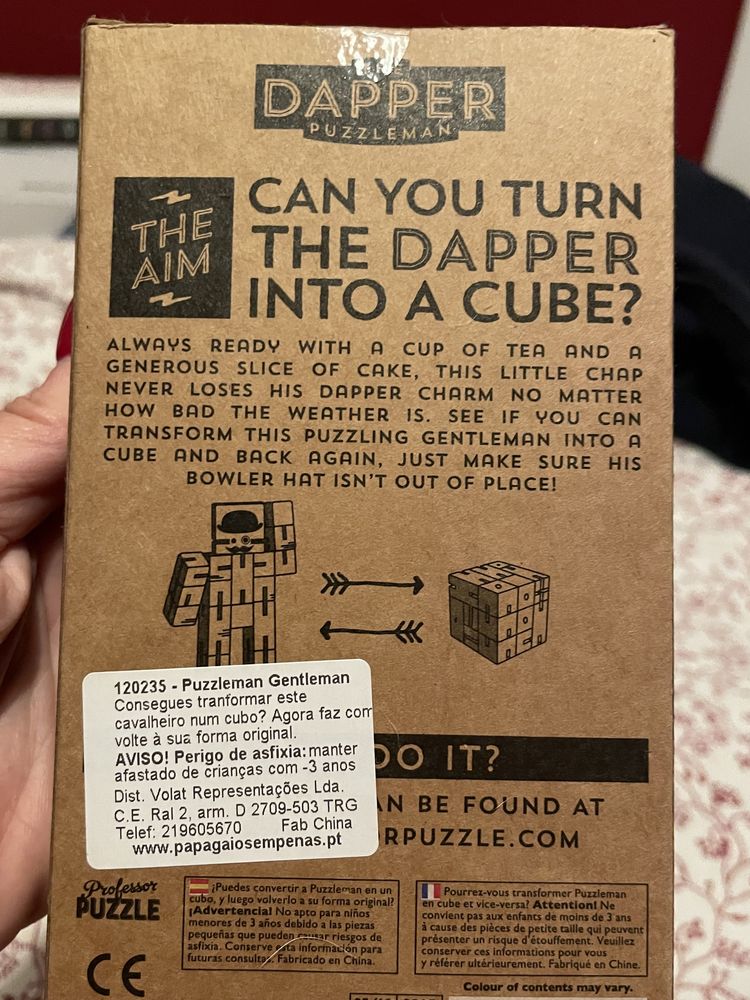 DAPPER
PUZZLEMAN
THE
AIM
CAN YOU TURN
THE DAPPER
INTO A CUBE?
ALWAYS READY WITH A CUP OF TEA AND A
GENEROUS SLICE OF CAKE, THIS LITTLE CHAP
NEVER LOSES HIS DAPPER CHARM NO MATTER
HOW BAD THE WEATHER IS. SEE IF YOU CAN
TRANSFORM THIS PUZZLING GENTLEMAN INTO A
CUBE AND BACK AGAIN, JUST MAKE SURE HIS
BOWLER HAT ISN'T OUT OF PLACE!
120235 - Puzzleman Gentleman
Consegues tranformar este
cavalheiro num cubo? Agora faz com
volte à sua forma original.
AVISO! Perigo de asfixia: manter
afastado de crianças com -3 anos
Dist. Volat Representações Lda.
C.E. Ral 2, arm. D 2709-503 TRG
Telef: 219605670 Fab China
www.papagaiosempenas.pt
DO IT?
AN BE FOUND AT
RPUZZLE.COM
Professor
PUZZLE
CE
¿Puedes convertir a Puzzleman en un
cubo, y luego volverlo a su forma original?
¡Advertencia! No apto para niños
menores de 3 años debido a las piezas
pequeñas que pueden causar riesgos de
asfixia. Conserve esta información para
futuras consultas. Fabricado en China.
Pourrez-vous transformer Puzzleman
en cube et vice-versa? Attention! Ne
convient pas aux enfants de moins de 3 ans
à cause des pièces de petite taille qui peuvent
présenter un risque d'étouffement. Veuillez
conserver ces informations pour vous
y référer ultérieurement. Fabriqué en Chine.
Colour of contents may vary.